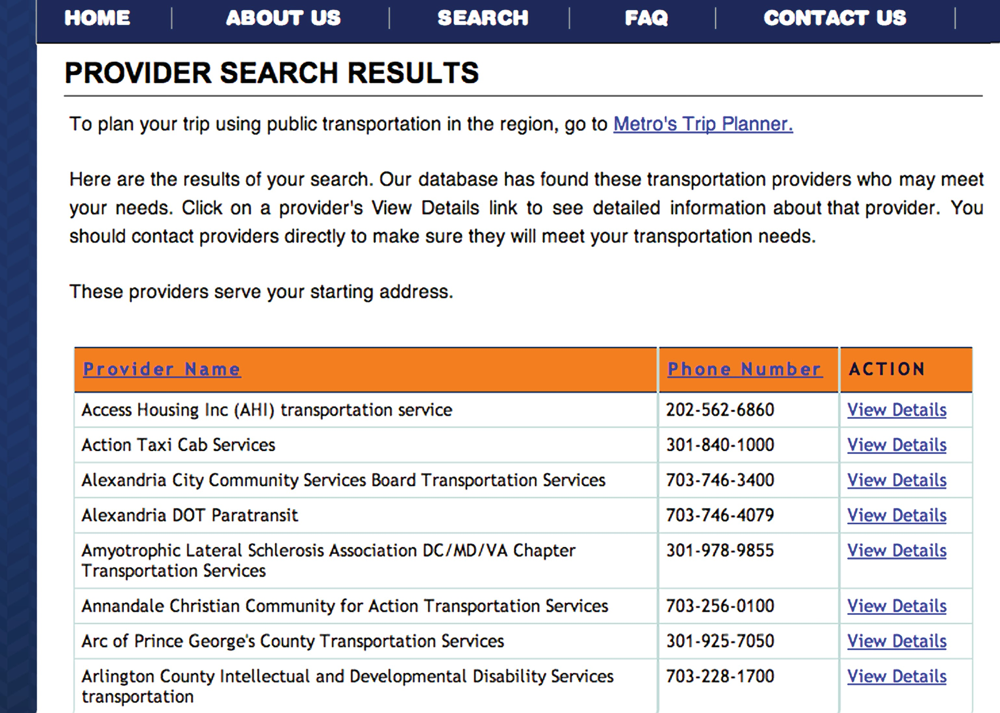 HOME | ABOUT US | SEARCH | FAQ | CONTACT US |
PROVIDER SEARCH RESULTS
To plan your trip using public transportation in the region, go to Metro's Trip Planner.
Here are the results of your search. Our database has found these transportation providers who may meet
your needs. Click on a provider's View Details link to see detailed information about that provider. You
should contact providers directly to make sure they will meet your transportation needs.
These providers serve your starting address.
Provider Name Phone Number ACTION
Access Housing Inc (AHI) transportation service 202-562-6860 View Details
Action Taxi Cab Services 301-840-1000 View Details
Alexandria City Community Services Board Transportation Services 703-746-3400 View Details
Alexandria DOT Paratransit 703-746-4079 View Details
Amyotrophic Lateral Schlerosis Association DC/MD/VA Chapter 301-978-9855 View Details
Transportation Services
Annandale Christian Community for Action Transportation Services 703-256-0100 View Details
Arc of Prince George's County Transportation Services 301-925-7050 View Details
Arlington County Intellectual and Developmental Disability Services 703-228-1700 View Details
transportation